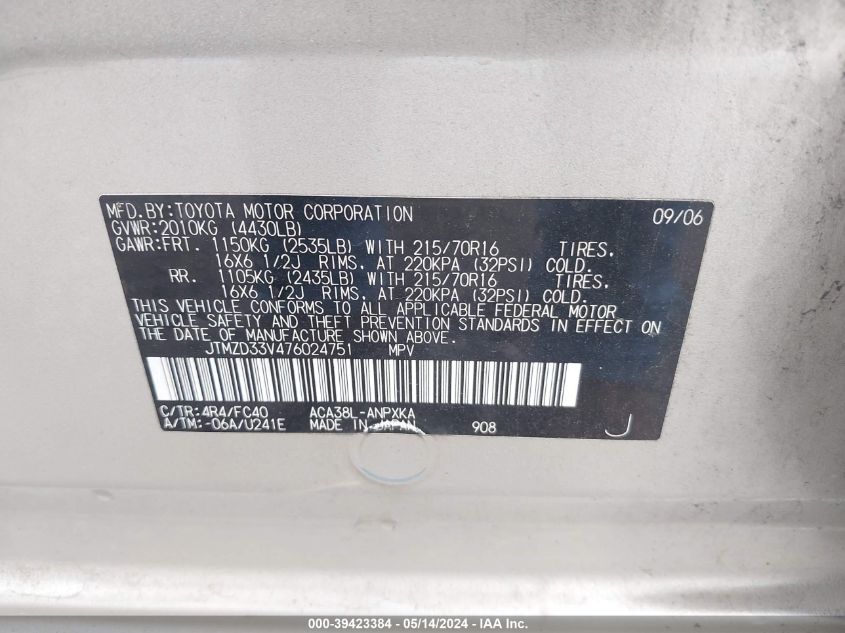 MFD.BY:TOYOTA MOTOR CORPORATION 09/06
GVWR:2010KG (4430LB)
GAWR:FRT. 1150KG (2535LB) WITH 215/70R16 TIRES,
16X6 1/2J RIMS, AT 220KPA (32PSI) COLD.
RR. 1105KG (2435LB) WITH 215/70R16 TIRES,
16X6 1/2J RIMS, AT 220KPA (32PSI) COLD.
THIS VEHICLE CONFORMS TO ALL APPLICABLE FEDERAL MOTOR
VEHICLE SAFETY AND THEFT PREVENTION STANDARDS IN EFFECT ON
THE DATE OF MANUFACTURE SHOWN ABOVE.
JTMZD33V476024751 MPV
C/TR:4R4/FC40 ACA38L-ANPXKA
A/TM:-06A/U241E MADE IN JAPAN 908 J
000-39423384 - 05/14/2024 - IAA Inc.